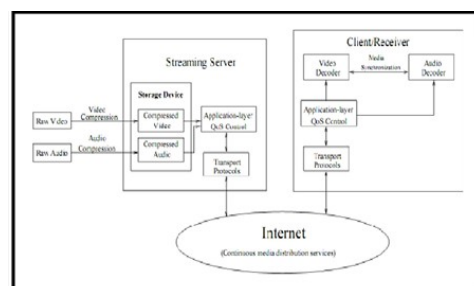 Streaming Server
Storage Device
Raw Video
Video
Compression
Compressed
Video
Raw Audio
Audio
Compression
Compressed
Audio
Application-layer
QoS Control
Transport
Protocols
Client/Receiver
Video
Decoder
Media
Synchronization
Audio
Decoder
Application-layer
QoS Control
Transport
Protocols
Internet
(Continuous media distribution services)